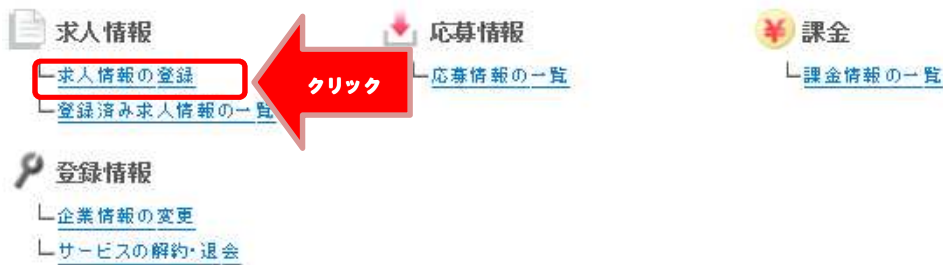 求人情報
求人情報の登録
登録済み求人情報の一覧
クリック
応募情報
応募情報の一覧
¥
課金
課金情報の一覧
登録情報
企業情報の変更
サービスの解約・退会